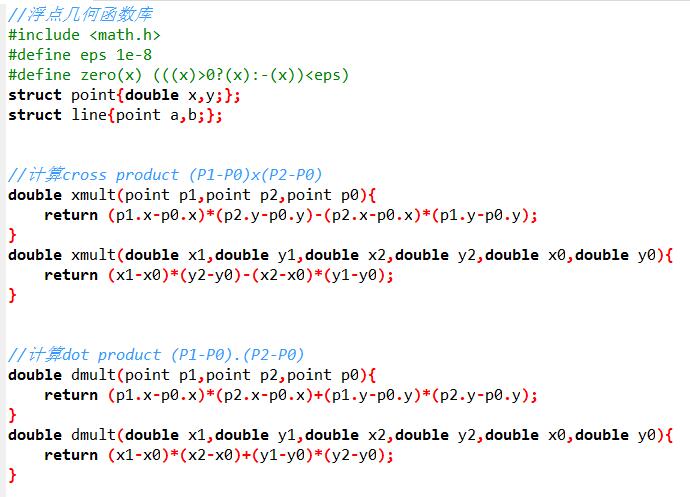 //浮点几何函数库
#include <math.h>
#define eps 1e-8
#define zero(x) (((x)>0?(x):-(x))<eps)
struct point{double x,y;};
struct line{point a,b;};
//计算cross product (P1-P0)x(P2-P0)
double xmult(point p1,point p2,point p0){
    return (p1.x-p0.x)*(p2.y-p0.y)-(p2.x-p0.x)*(p1.y-p0.y);
}
double xmult(double x1,double y1,double x2,double y2,double x0,double y0){
    return (x1-x0)*(y2-y0)-(x2-x0)*(y1-y0);
}
//计算dot product (P1-P0).(P2-P0)
double dmult(point p1,point p2,point p0){
    return (p1.x-p0.x)*(p2.x-p0.x)+(p1.y-p0.y)*(p2.y-p0.y);
}
double dmult(double x1,double y1,double x2,double y2,double x0,double y0){
    return (x1-x0)*(x2-x0)+(y1-y0)*(y2-y0);
}